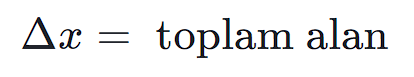 Δx = toplam alan